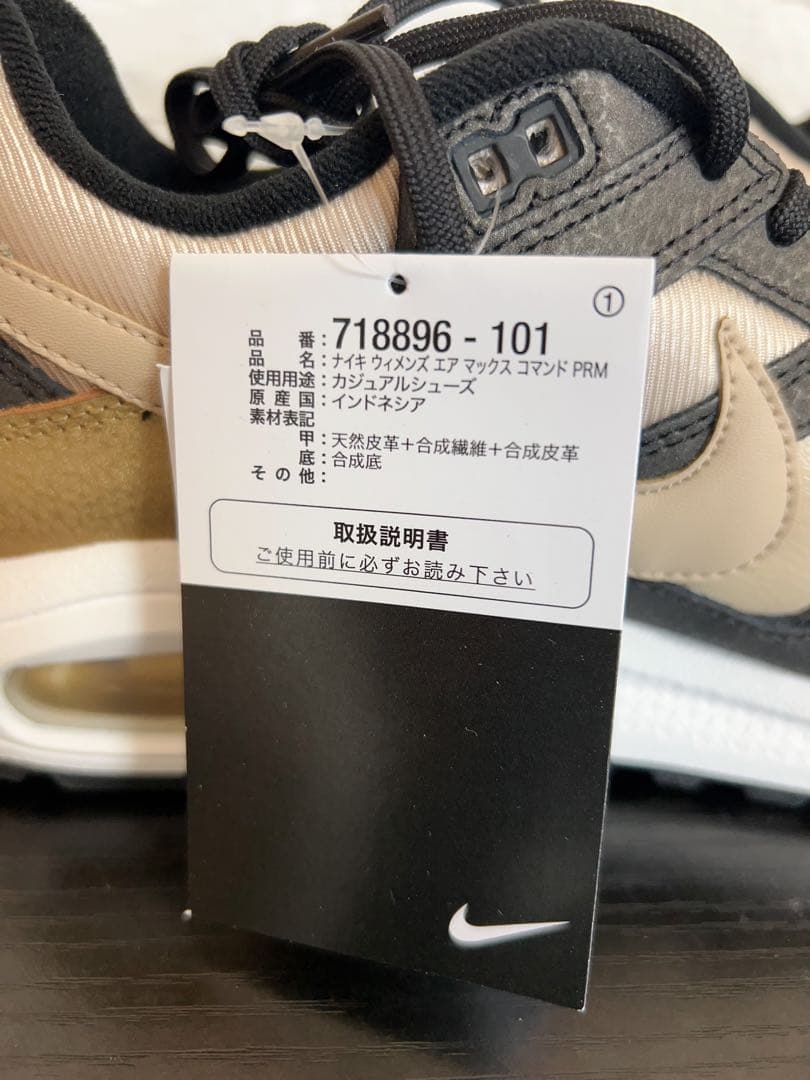 ①
品番：718896 - 101
品名：ナイキ ウィメンズ エア マックス コマンド PRM
使用用途：カジュアルシューズ
原産国：インドネシア
素材表記
甲：天然皮革＋合成繊維＋合成皮革
底：合成底
その他：
取扱説明書
ご使用前に必ずお読み下さい